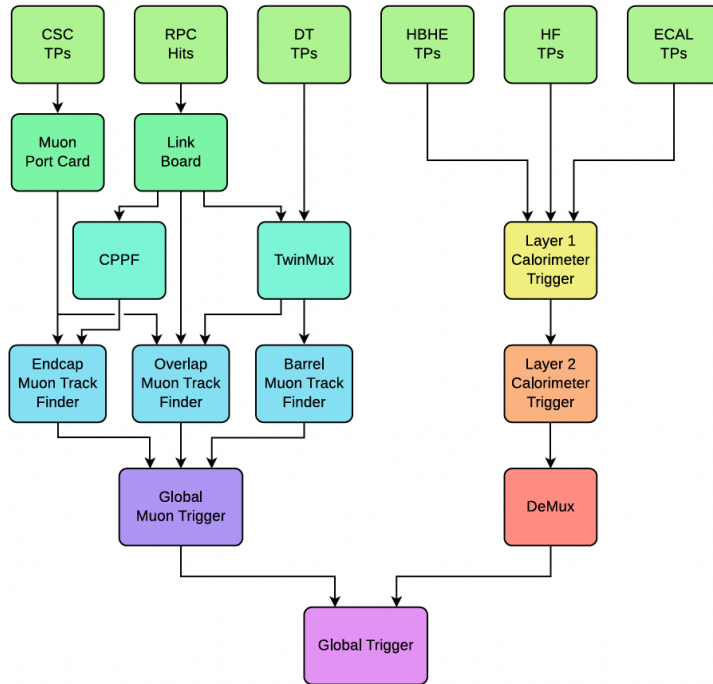 CSC
TPs
RPC
Hits
DT
TPs
HBHE
TPs
HF
TPs
ECAL
TPs
Muon
Port Card
Link
Board
CPPF
TwinMux
Layer 1
Calorimeter
Trigger
Endcap
Muon Track
Finder
Overlap
Muon Track
Finder
Barrel
Muon Track
Finder
Layer 2
Calorimeter
Trigger
Global
Muon Trigger
DeMux
Global Trigger